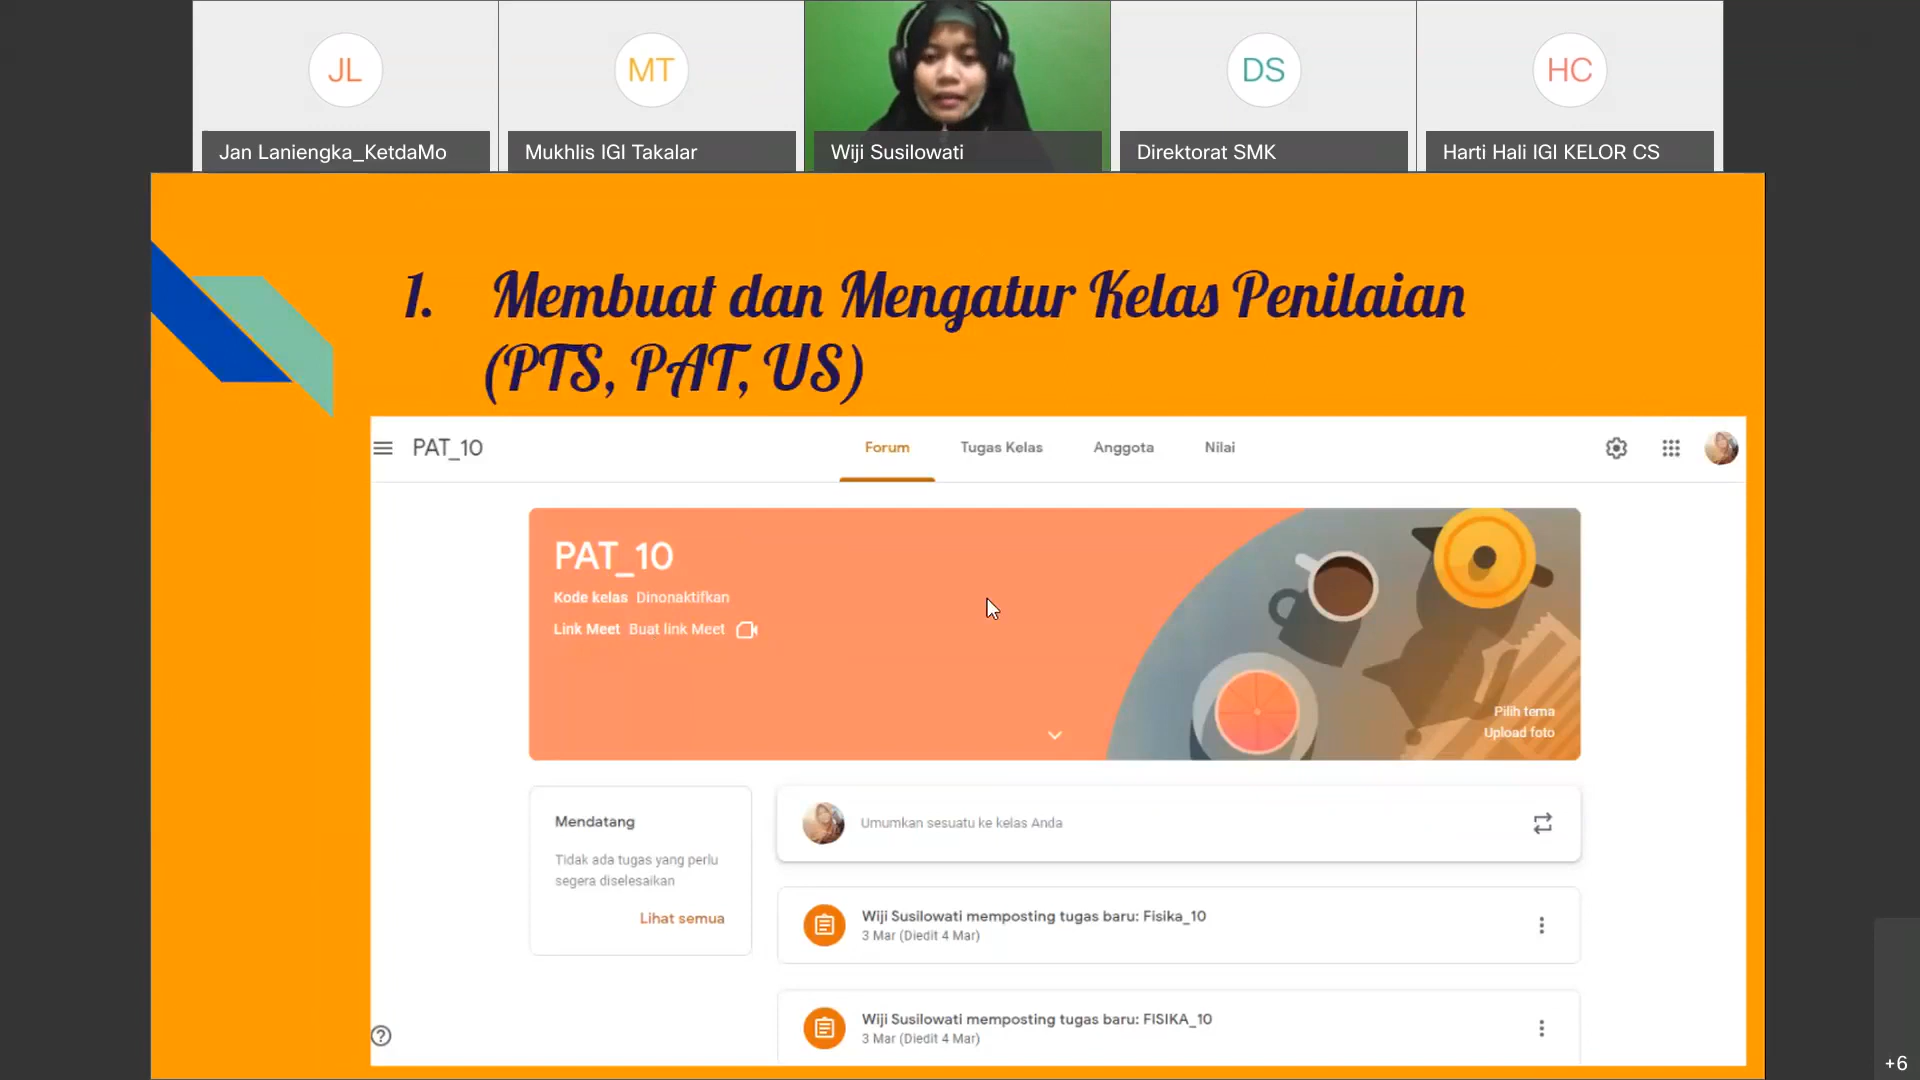 JL
MT
DS
HC
Jan Laniengka_KetdaMo
Mukhlis IGI Takalar
Wiji Susilowati
Direktorat SMK
Harti Hali IGI KELOR CS
1. Membuat dan Mengatur Kelas Penilaian
(PTS, PAT, US)
PAT_10
Forum
Tugas Kelas
Anggota
Nilai
PAT_10
Kode kelas Dinonaktifkan
Link Meet Buat link Meet
Pilih tema
Upload foto
Mendatang
Tidak ada tugas yang perlu
segera diselesaikan
Lihat semua
Umumkan sesuatu ke kelas Anda
Wiji Susilowati memposting tugas baru: Fisika_10
3 Mar (Diedit 4 Mar)
Wiji Susilowati memposting tugas baru: FISIKA_10
3 Mar (Diedit 4 Mar)
+6